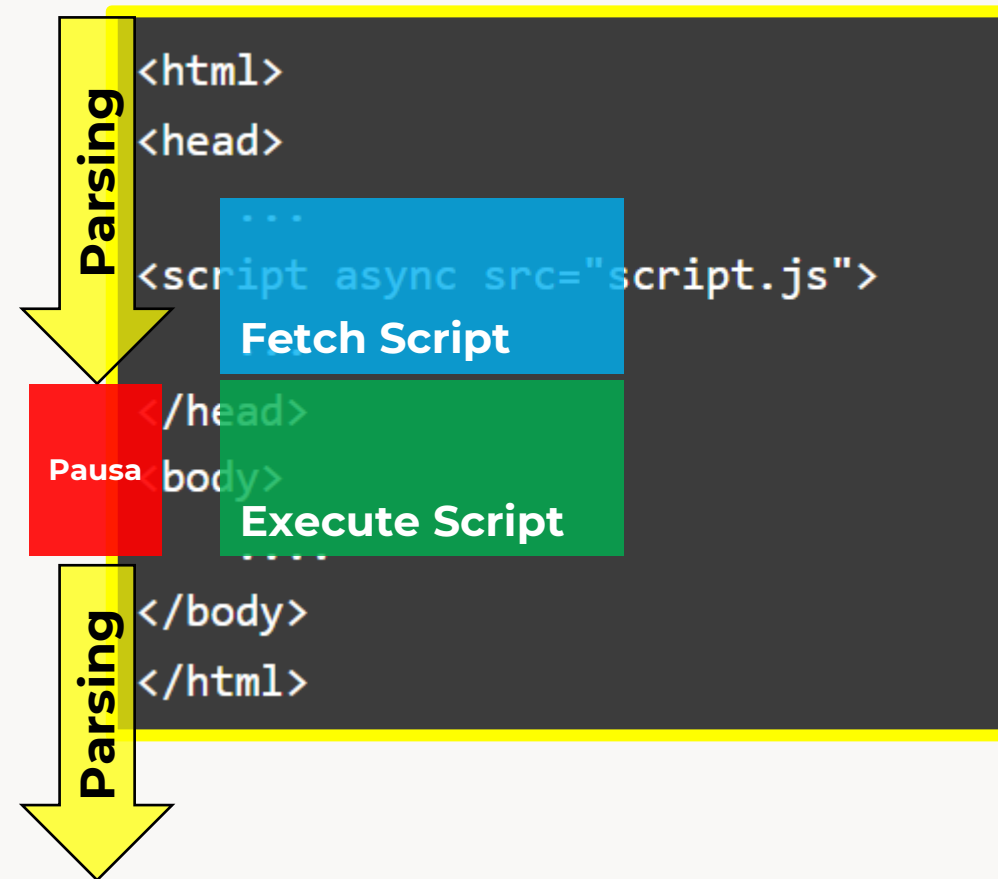 Parsing
<html>
<head>
...
<script async src="script.js">
Fetch Script
...
</head>
Pausa
<body>
Execute Script
....
</body>
Parsing
</html>